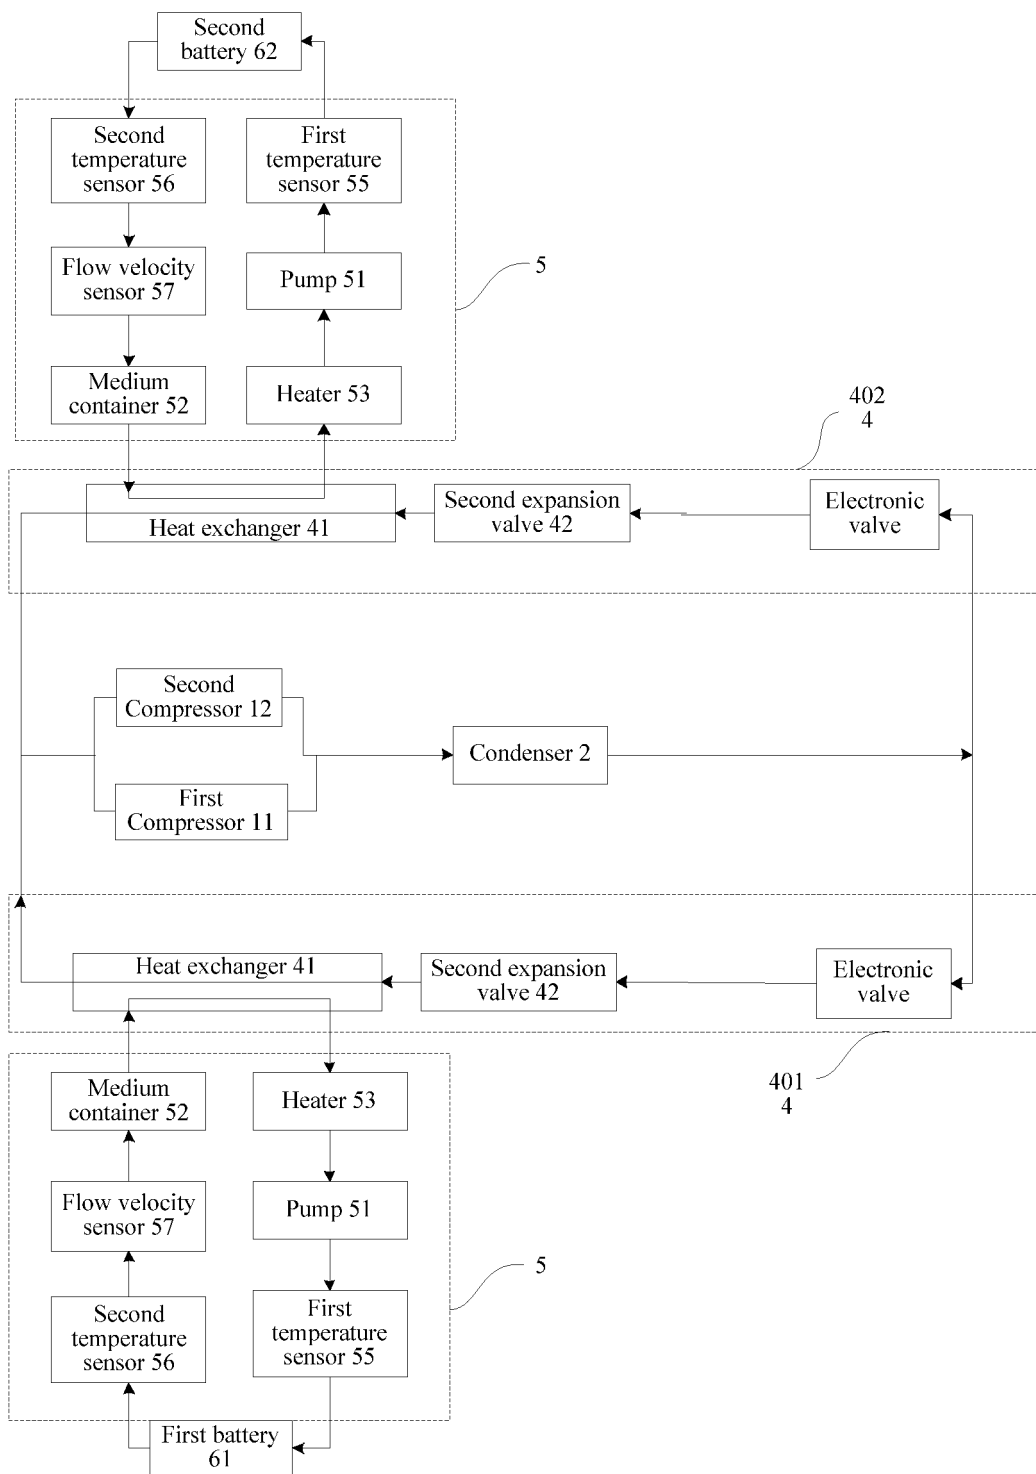 Second
battery 62
Second
temperature
sensor 56
First
temperature
sensor 55
Flow velocity
sensor 57
Pump 51
5
Medium
container 52
Heater 53
402
4
Heat exchanger 41
Second expansion
valve 42
Electronic
valve
Second
Compressor 12
Condenser 2
First
Compressor 11
Heat exchanger 41
Second expansion
valve 42
Electronic
valve
401
4
Medium
container 52
Heater 53
Flow velocity
sensor 57
Pump 51
5
Second
temperature
sensor 56
First
temperature
sensor 55
First battery
61